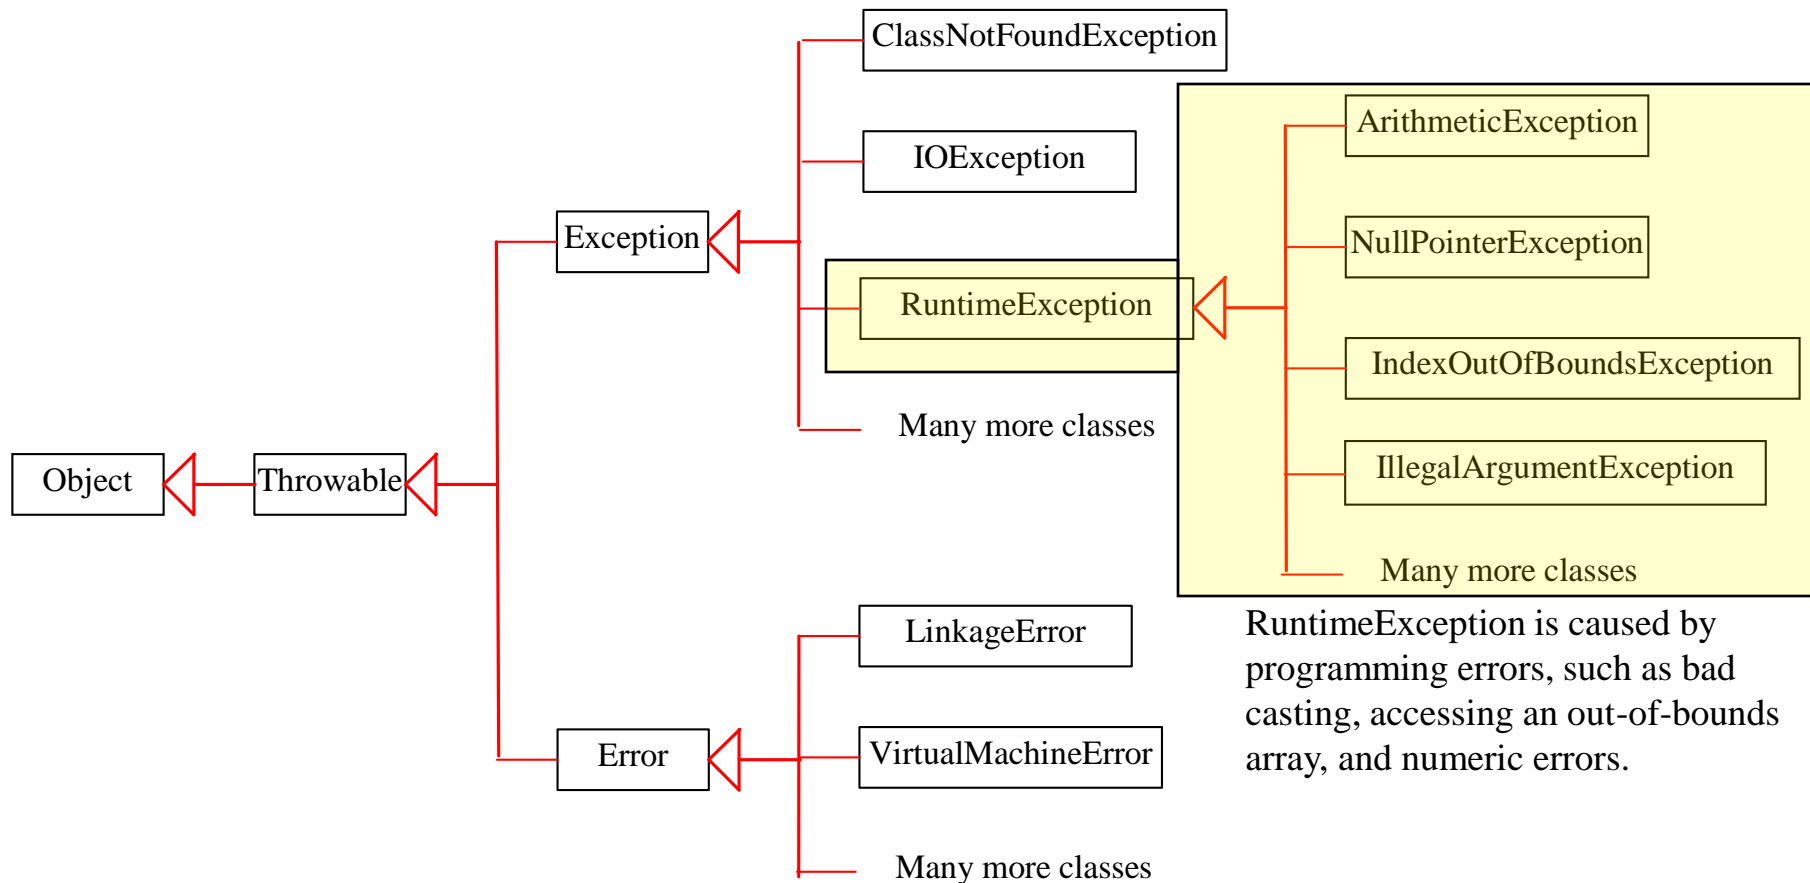 ClassNotFoundException
ArithmeticException
IOException
NullPointerException
Exception
RuntimeException
IndexOutOfBoundsException
Many more classes
IllegalArgumentException
Object
Throwable
Many more classes
LinkageError
RuntimeException is caused by
programming errors, such as bad
casting, accessing an out-of-bounds
array, and numeric errors.
Error
VirtualMachineError
Many more classes